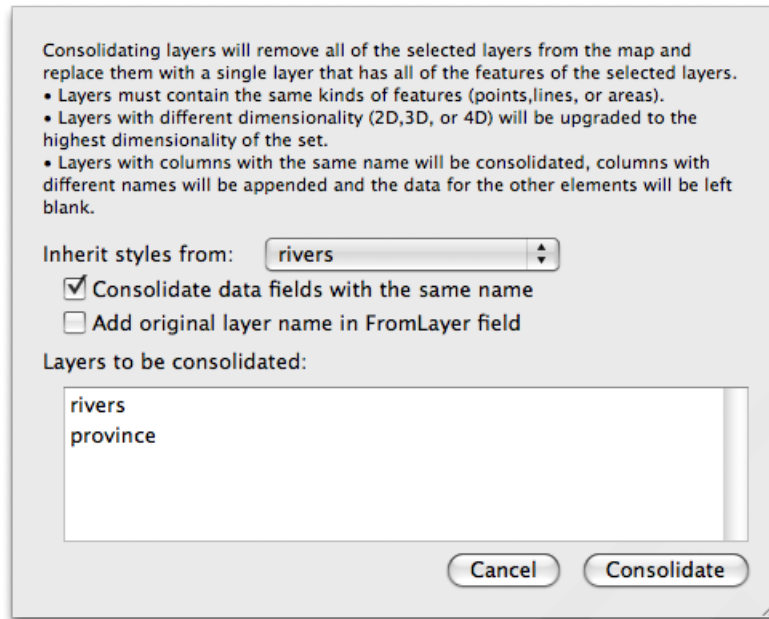 Consolidating layers will remove all of the selected layers from the map and
replace them with a single layer that has all of the features of the selected layers.
• Layers must contain the same kinds of features (points,lines, or areas).
• Layers with different dimensionality (2D,3D, or 4D) will be upgraded to the
highest dimensionality of the set.
• Layers with columns with the same name will be consolidated, columns with
different names will be appended and the data for the other elements will be left
blank.
Inherit styles from: rivers
Consolidate data fields with the same name
Add original layer name in FromLayer field
Layers to be consolidated:
rivers
province
Cancel Consolidate